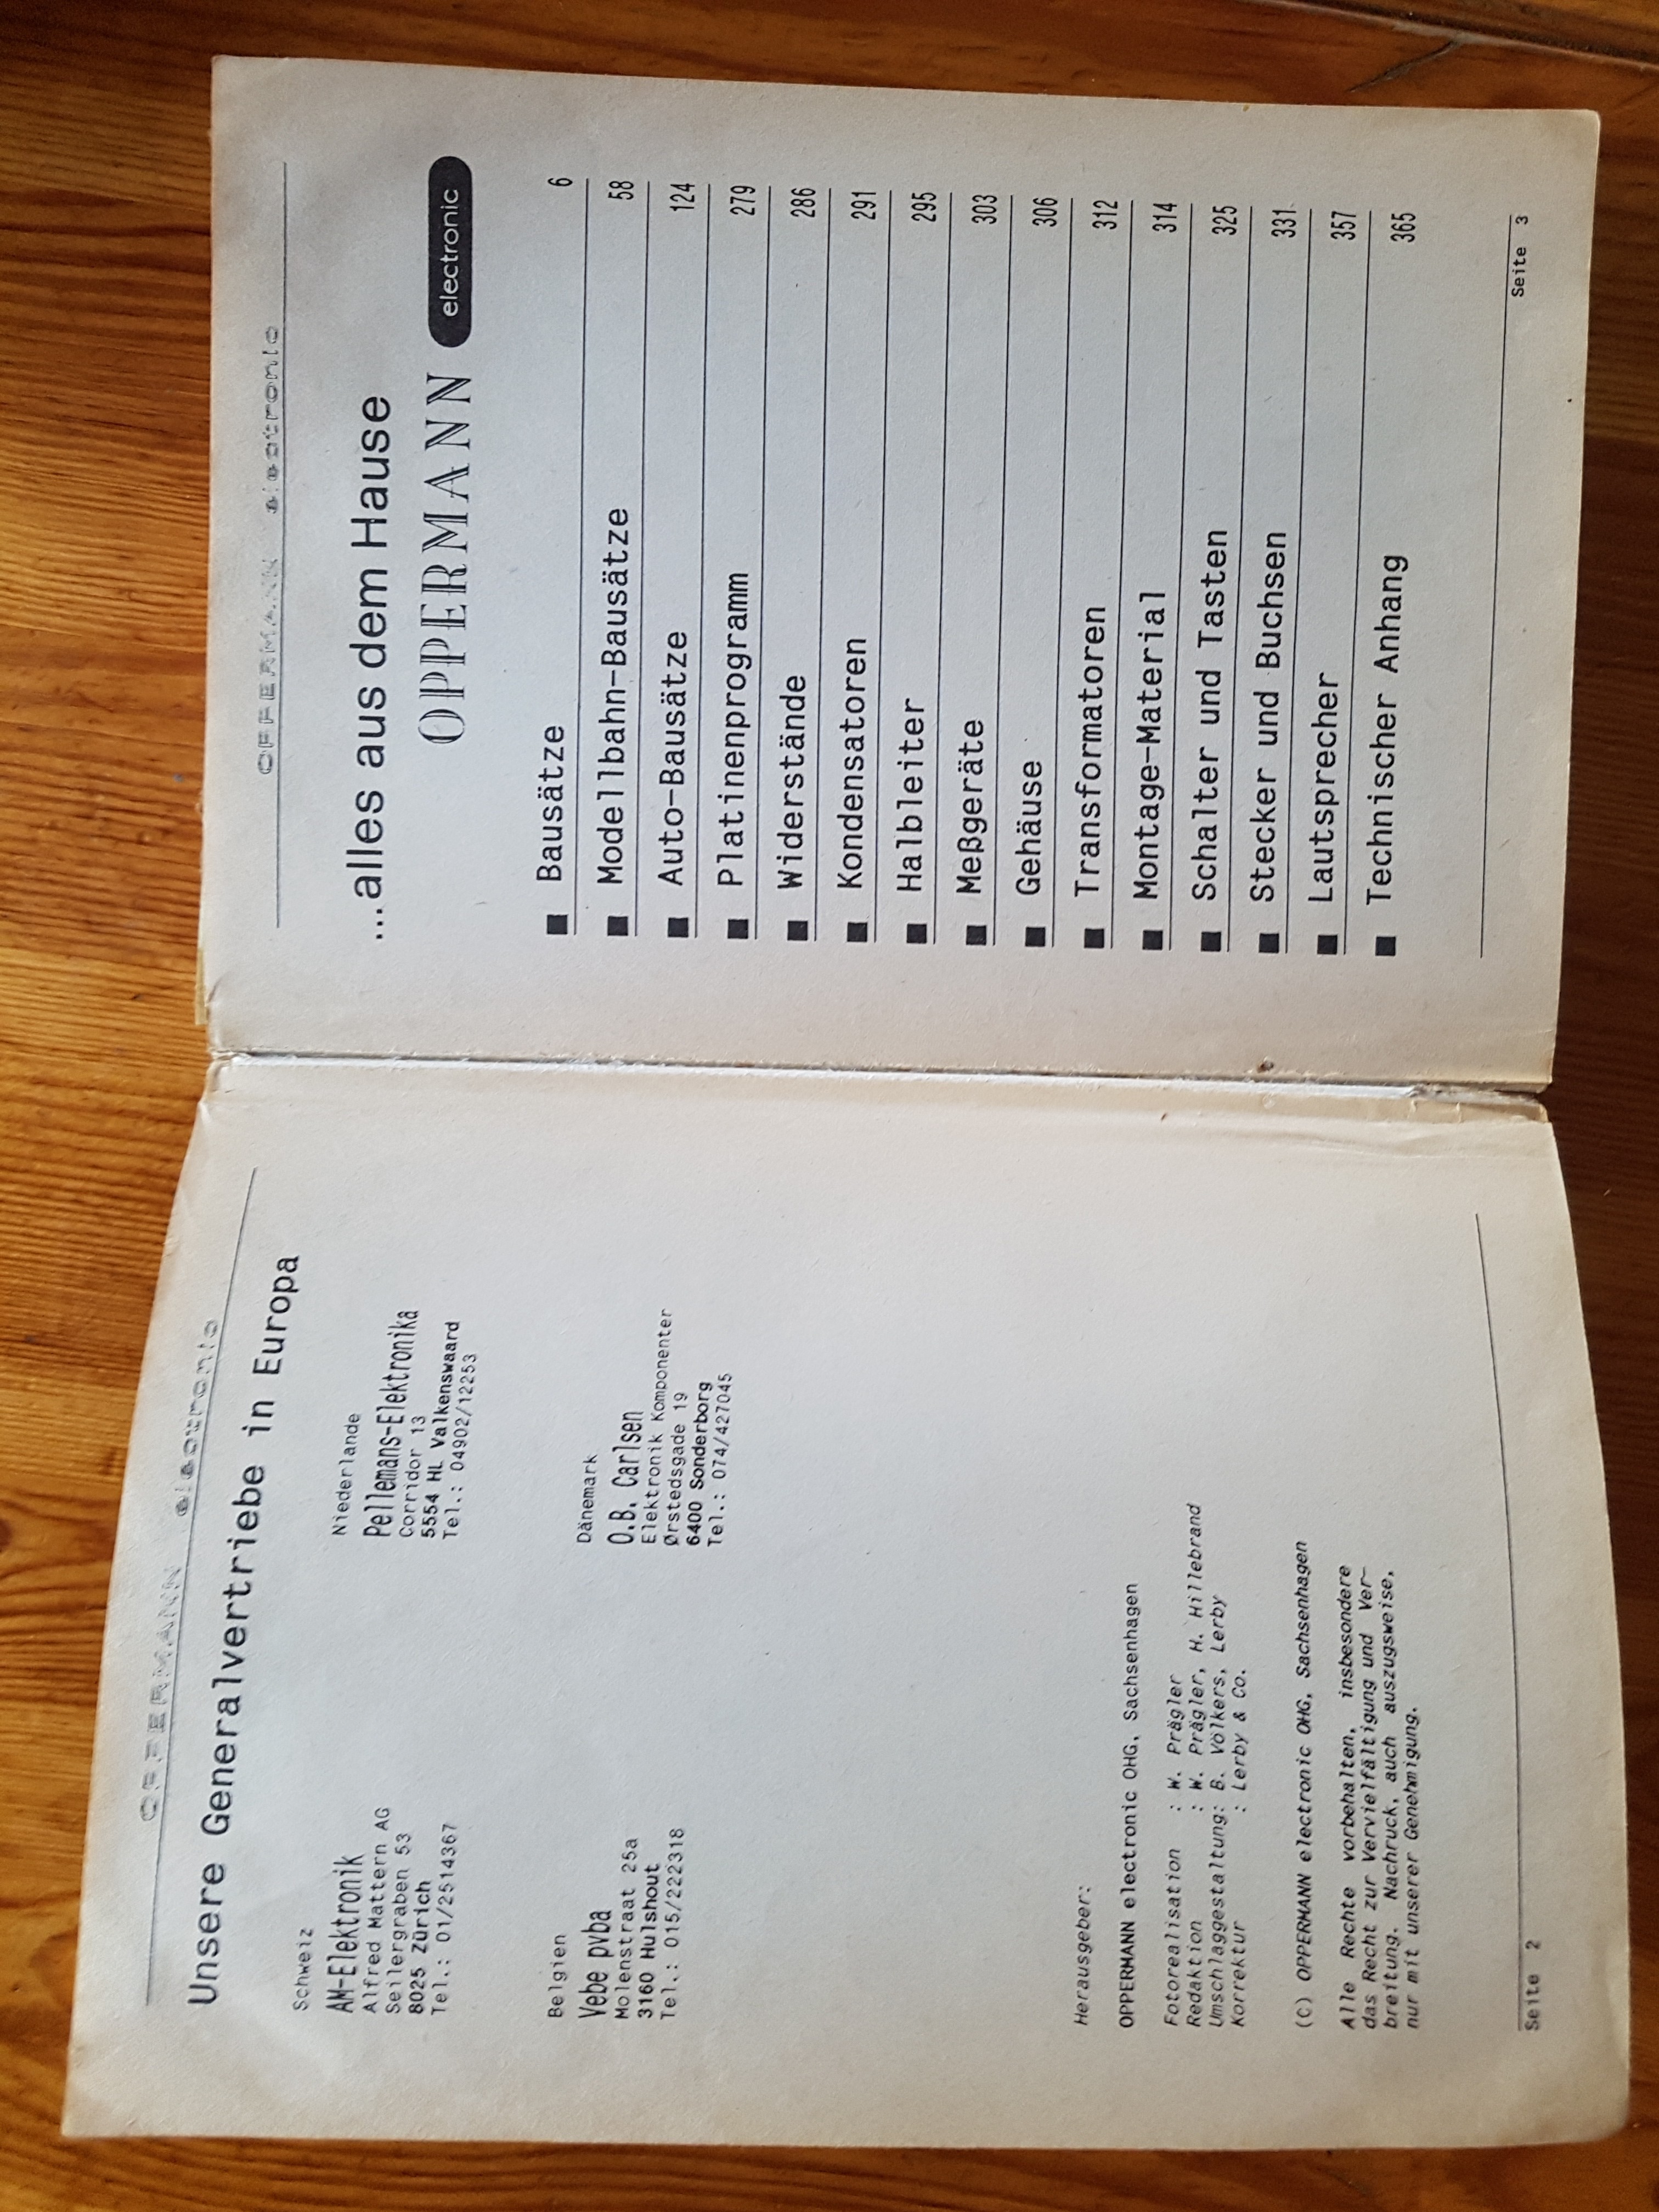 OPPERMANN electronic
Unsere Generalvertriebe in Europa
Schweiz
AM-Elektronik
Alfred Mattern AG
Seilergraben 53
8025 Zürich
Tel.: 01/2514367
Niederlande
Pellemans-Elektronika
Corridor 13
5554 HL Valkenswaard
Tel.: 04902/12253
Belgien
Vebe pvba
Molenstraat 25a
3160 Hulshout
Tel.: 015/222318
Dänemark
O.B. Carlsen
Elektronik Komponenter
Ørstedsgade 19
6400 Sonderborg
Tel.: 074/427045
Herausgeber:
OPPERMANN electronic OHG, Sachsenhagen
Fotorealisation : W. Prägler
Redaktion : W. Prägler, H. Hillebrand
Umschlaggestaltung: B. Völkers, Lerby
Korrektur : Lerby & Co.
(C) OPPERMANN electronic OHG, Sachsenhagen
Alle Rechte vorbehalten, insbesondere
das Recht zur Vervielfältigung und Ver-
breitung. Nachruck, auch auszugsweise,
nur mit unserer Genehmigung.
Seite 2
OPPERMANN electronic
...alles aus dem Hause
OPPERMANN electronic
■ Bausätze 6
■ Modellbahn-Bausätze 58
■ Auto-Bausätze 124
■ Platinenprogramm 279
■ Widerstände 286
■ Kondensatoren 291
■ Halbleiter 295
■ Meßgeräte 303
■ Gehäuse 306
■ Transformatoren 312
■ Montage-Material 314
■ Schalter und Tasten 325
■ Stecker und Buchsen 331
■ Lautsprecher 357
■ Technischer Anhang 365
Seite 3